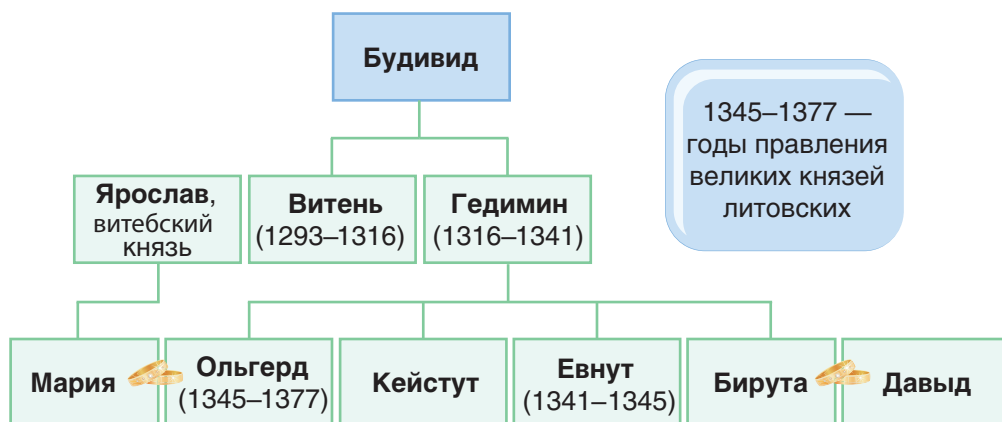 Будивид
1345–1377 —
годы правления
великих князей
литовских
Ярослав,
витебский
князь
Витень
(1293–1316)
Гедимин
(1316–1341)
Мария
Ольгерд
(1345–1377)
Кейстут
Евнут
(1341–1345)
Бирута
Давыд